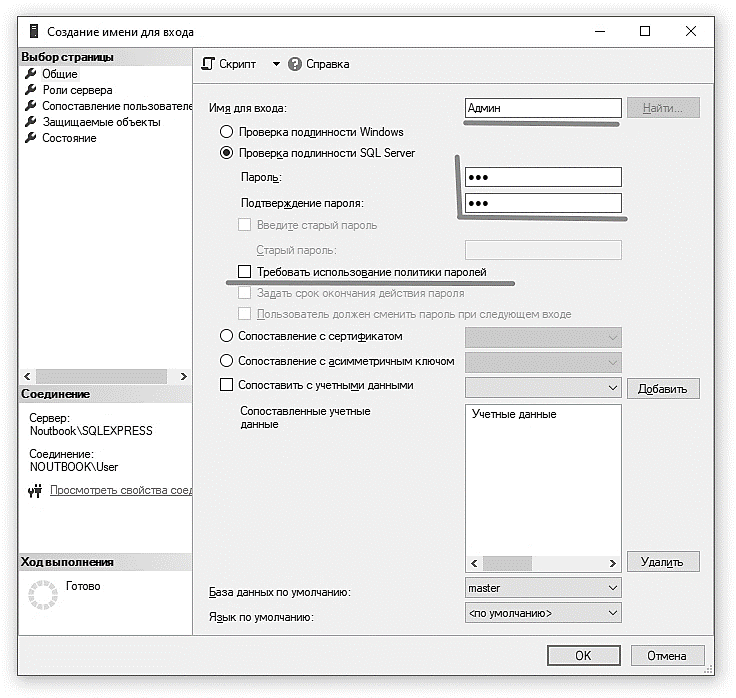 Создание имени для входа
Выбор страницы
Общие
Роли сервера
Сопоставление пользователе
Защищаемые объекты
Состояние
Скрипт
Справка
Имя для входа:
Админ
Найти...
Проверка подлинности Windows
Проверка подлинности SQL Server
Пароль:
Подтверждение пароля:
Введите старый пароль
Старый пароль:
Требовать использование политики паролей
Задать срок окончания действия пароля
Пользователь должен сменить пароль при следующем входе
Сопоставление с сертификатом
Сопоставление с асимметричным ключом
Сопоставить с учетными данными
Добавить
Сопоставленные учетные
данные
Учетные данные
Удалить
База данных по умолчанию:
master
Язык по умолчанию:
<по умолчанию>
Соединение
Сервер:
Noutbook\SQLEXPRESS
Соединение:
NOUTBOOK\User
Просмотреть свойства соед
Ход выполнения
Готово
OK
Отмена